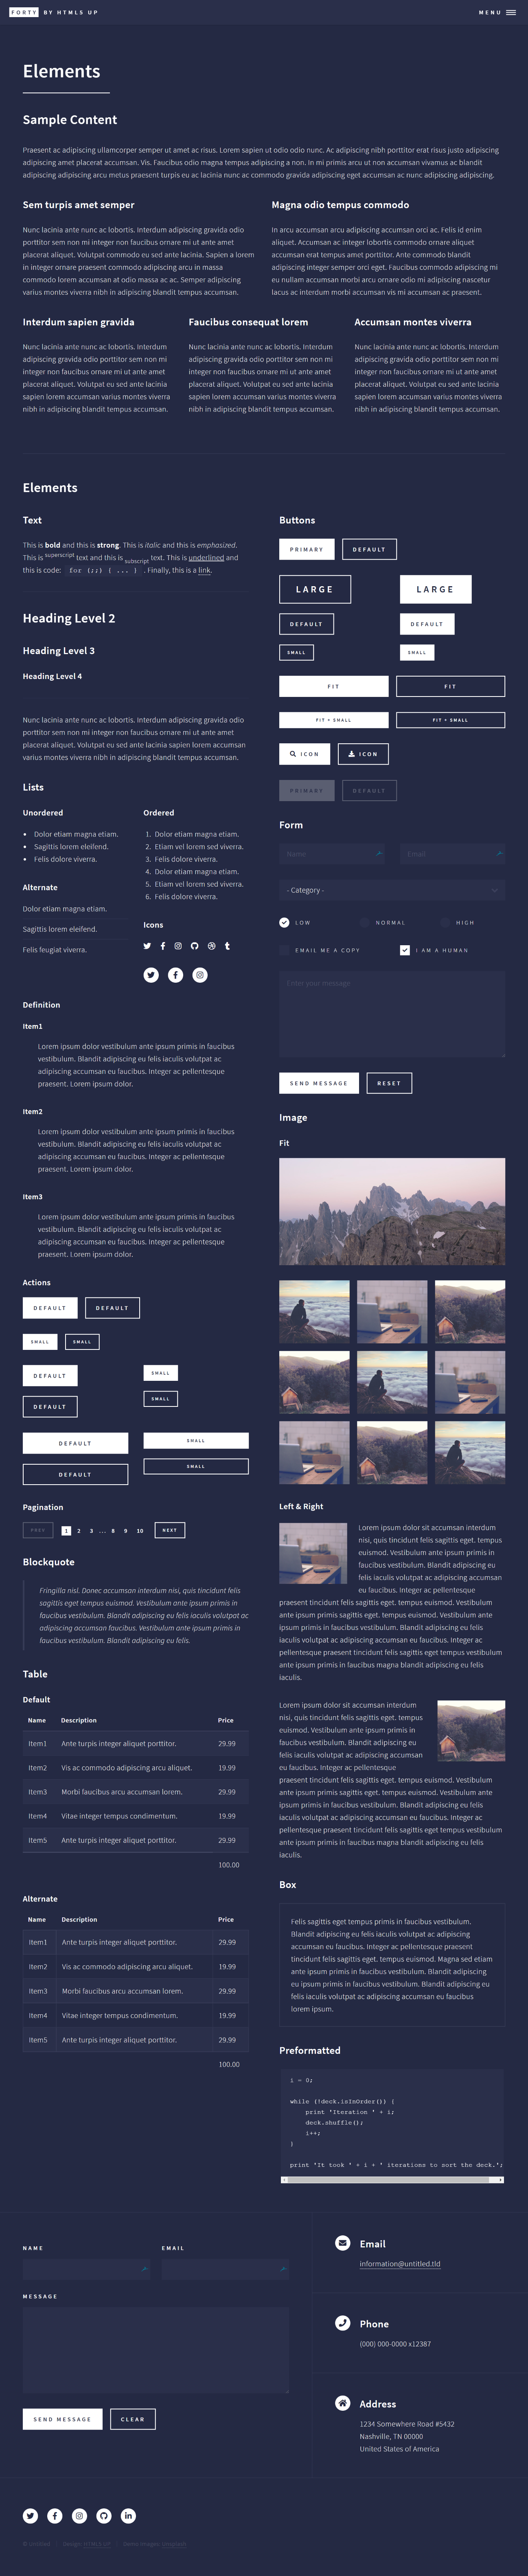 FORTY BY HTML5 UP
MENU
Elements
Sample Content
Praesent ac adipiscing ullamcorper semper ut amet ac risus. Lorem sapien ut odio odio nunc. Ac adipiscing nibh porttitor erat risus justo adipiscing
adipiscing amet placerat accumsan. Vis. Faucibus odio magna tempus adipiscing a non. In mi primis arcu ut non accumsan vivamus ac blandit
adipiscing adipiscing arcu metus praesent turpis eu ac lacinia nunc ac commodo gravida adipiscing eget accumsan ac nunc adipiscing adipiscing.
Sem turpis amet semper
Nunc lacinia ante nunc ac lobortis. Interdum adipiscing gravida odio
porttitor sem non mi integer non faucibus ornare mi ut ante amet
placerat aliquet. Volutpat commodo eu sed ante lacinia. Sapien a lorem
in integer ornare praesent commodo adipiscing arcu in massa
commodo lorem accumsan at odio massa ac ac. Semper adipiscing
varius montes viverra nibh in adipiscing blandit tempus accumsan.
Magna odio tempus commodo
In arcu accumsan arcu adipiscing accumsan orci ac. Felis id enim
aliquet. Accumsan ac integer lobortis commodo ornare aliquet
accumsan erat tempus amet porttitor. Ante commodo blandit
adipiscing integer semper orci eget. Faucibus commodo adipiscing mi
eu nullam accumsan morbi arcu ornare odio mi adipiscing nascetur
lacus ac interdum morbi accumsan vis mi accumsan ac praesent.
Interdum sapien gravida
Nunc lacinia ante nunc ac lobortis. Interdum
adipiscing gravida odio porttitor sem non mi
integer non faucibus ornare mi ut ante amet
placerat aliquet. Volutpat eu sed ante lacinia
sapien lorem accumsan varius montes viverra
nibh in adipiscing blandit tempus accumsan.
Faucibus consequat lorem
Nunc lacinia ante nunc ac lobortis. Interdum
adipiscing gravida odio porttitor sem non mi
integer non faucibus ornare mi ut ante amet
placerat aliquet. Volutpat eu sed ante lacinia
sapien lorem accumsan varius montes viverra
nibh in adipiscing blandit tempus accumsan.
Accumsan montes viverra
Nunc lacinia ante nunc ac lobortis. Interdum
adipiscing gravida odio porttitor sem non mi
integer non faucibus ornare mi ut ante amet
placerat aliquet. Volutpat eu sed ante lacinia
sapien lorem accumsan varius montes viverra
nibh in adipiscing blandit tempus accumsan.
Elements
Text
This is bold and this is strong. This is italic and this is emphasized.
This is superscript text and this is subscript text. This is underlined and
this is code: for (;;) { ... } . Finally, this is a link.
Heading Level 2
Heading Level 3
Heading Level 4
Nunc lacinia ante nunc ac lobortis. Interdum adipiscing gravida odio
porttitor sem non mi integer non faucibus ornare mi ut ante amet
placerat aliquet. Volutpat eu sed ante lacinia sapien lorem accumsan
varius montes viverra nibh in adipiscing blandit tempus accumsan.
Lists
Unordered
Dolor etiam magna etiam.
Sagittis lorem eleifend.
Felis dolore viverra.
Alternate
Dolor etiam magna etiam.
Sagittis lorem eleifend.
Felis feugiat viverra.
Ordered
1. Dolor etiam magna etiam.
2. Etiam vel lorem sed viverra.
3. Felis dolore viverra.
4. Dolor etiam magna etiam.
5. Etiam vel lorem sed viverra.
6. Felis dolore viverra.
Icons
Definition
Item1
Lorem ipsum dolor vestibulum ante ipsum primis in faucibus
vestibulum. Blandit adipiscing eu felis iaculis volutpat ac
adipiscing accumsan eu faucibus. Integer ac pellentesque
praesent. Lorem ipsum dolor.
Item2
Lorem ipsum dolor vestibulum ante ipsum primis in faucibus
vestibulum. Blandit adipiscing eu felis iaculis volutpat ac
adipiscing accumsan eu faucibus. Integer ac pellentesque
praesent. Lorem ipsum dolor.
Item3
Lorem ipsum dolor vestibulum ante ipsum primis in faucibus
vestibulum. Blandit adipiscing eu felis iaculis volutpat ac
adipiscing accumsan eu faucibus. Integer ac pellentesque
praesent. Lorem ipsum dolor.
Actions
DEFAULT DEFAULT
SMALL SMALL
DEFAULT SMALL
DEFAULT SMALL
DEFAULT SMALL
DEFAULT SMALL
Pagination
PREV 1 2 3 ... 8 9 10 NEXT
Blockquote
Fringilla nisl. Donec accumsan interdum nisi, quis tincidunt felis
sagittis eget tempus euismod. Vestibulum ante ipsum primis in
faucibus vestibulum. Blandit adipiscing eu felis iaculis volutpat ac
adipiscing accumsan faucibus. Vestibulum ante ipsum primis in
faucibus vestibulum. Blandit adipiscing eu felis.
Table
Default
Name Description Price
Item1 Ante turpis integer aliquet porttitor. 29.99
Item2 Vis ac commodo adipiscing arcu aliquet. 19.99
Item3 Morbi faucibus arcu accumsan lorem. 29.99
Item4 Vitae integer tempus condimentum. 19.99
Item5 Ante turpis integer aliquet porttitor. 29.99
100.00
Alternate
Name Description Price
Item1 Ante turpis integer aliquet porttitor. 29.99
Item2 Vis ac commodo adipiscing arcu aliquet. 19.99
Item3 Morbi faucibus arcu accumsan lorem. 29.99
Item4 Vitae integer tempus condimentum. 19.99
Item5 Ante turpis integer aliquet porttitor. 29.99
100.00
Buttons
PRIMARY DEFAULT
LARGE LARGE
DEFAULT DEFAULT
SMALL SMALL
FIT FIT
FIT + SMALL FIT + SMALL
ICON ICON
PRIMARY DEFAULT
Form
Name Email
- Category -
LOW NORMAL HIGH
EMAIL ME A COPY I AM A HUMAN
Enter your message
SEND MESSAGE RESET
Image
Fit
Left & Right
Lorem ipsum dolor sit accumsan interdum
nisi, quis tincidunt felis sagittis eget. tempus
euismod. Vestibulum ante ipsum primis in
faucibus vestibulum. Blandit adipiscing eu
felis iaculis volutpat ac adipiscing accumsan
eu faucibus. Integer ac pellentesque
praesent tincidunt felis sagittis eget. tempus euismod. Vestibulum
ante ipsum primis sagittis eget. tempus euismod. Vestibulum ante
ipsum primis in faucibus vestibulum. Blandit adipiscing eu felis
iaculis volutpat ac adipiscing accumsan eu faucibus. Integer ac
pellentesque praesent tincidunt felis sagittis eget tempus vestibulum
ante ipsum primis in faucibus magna blandit adipiscing eu felis
iaculis.
Lorem ipsum dolor sit accumsan interdum
nisi, quis tincidunt felis sagittis eget. tempus
euismod. Vestibulum ante ipsum primis in
faucibus vestibulum. Blandit adipiscing eu
felis iaculis volutpat ac adipiscing accumsan
eu faucibus. Integer ac pellentesque
praesent tincidunt felis sagittis eget. tempus euismod. Vestibulum
ante ipsum primis sagittis eget. tempus euismod. Vestibulum ante
ipsum primis in faucibus vestibulum. Blandit adipiscing eu felis
iaculis volutpat ac adipiscing accumsan eu faucibus. Integer ac
pellentesque praesent tincidunt felis sagittis eget tempus vestibulum
ante ipsum primis in faucibus magna blandit adipiscing eu felis
iaculis.
Box
Felis sagittis eget tempus primis in faucibus vestibulum.
Blandit adipiscing eu felis iaculis volutpat ac adipiscing
accumsan eu faucibus. Integer ac pellentesque praesent
tincidunt felis sagittis eget. tempus euismod. Magna sed etiam
ante ipsum primis in faucibus vestibulum. Blandit adipiscing
eu ipsum primis in faucibus vestibulum. Blandit adipiscing eu
felis iaculis volutpat ac adipiscing accumsan eu faucibus
lorem ipsum.
Preformatted
i = 0;
while (!deck.isInOrder()) {
print 'Iteration ' + i;
deck.shuffle();
i++;
}
print 'It took ' + i + ' iterations to sort the deck.';
NAME EMAIL
MESSAGE
SEND MESSAGE CLEAR
Email
information@untitled.tld
Phone
(000) 000-0000 x12387
Address
1234 Somewhere Road #5432
Nashville, TN 00000
United States of America
© Untitled Design: HTML5 UP Demo Images: Unsplash